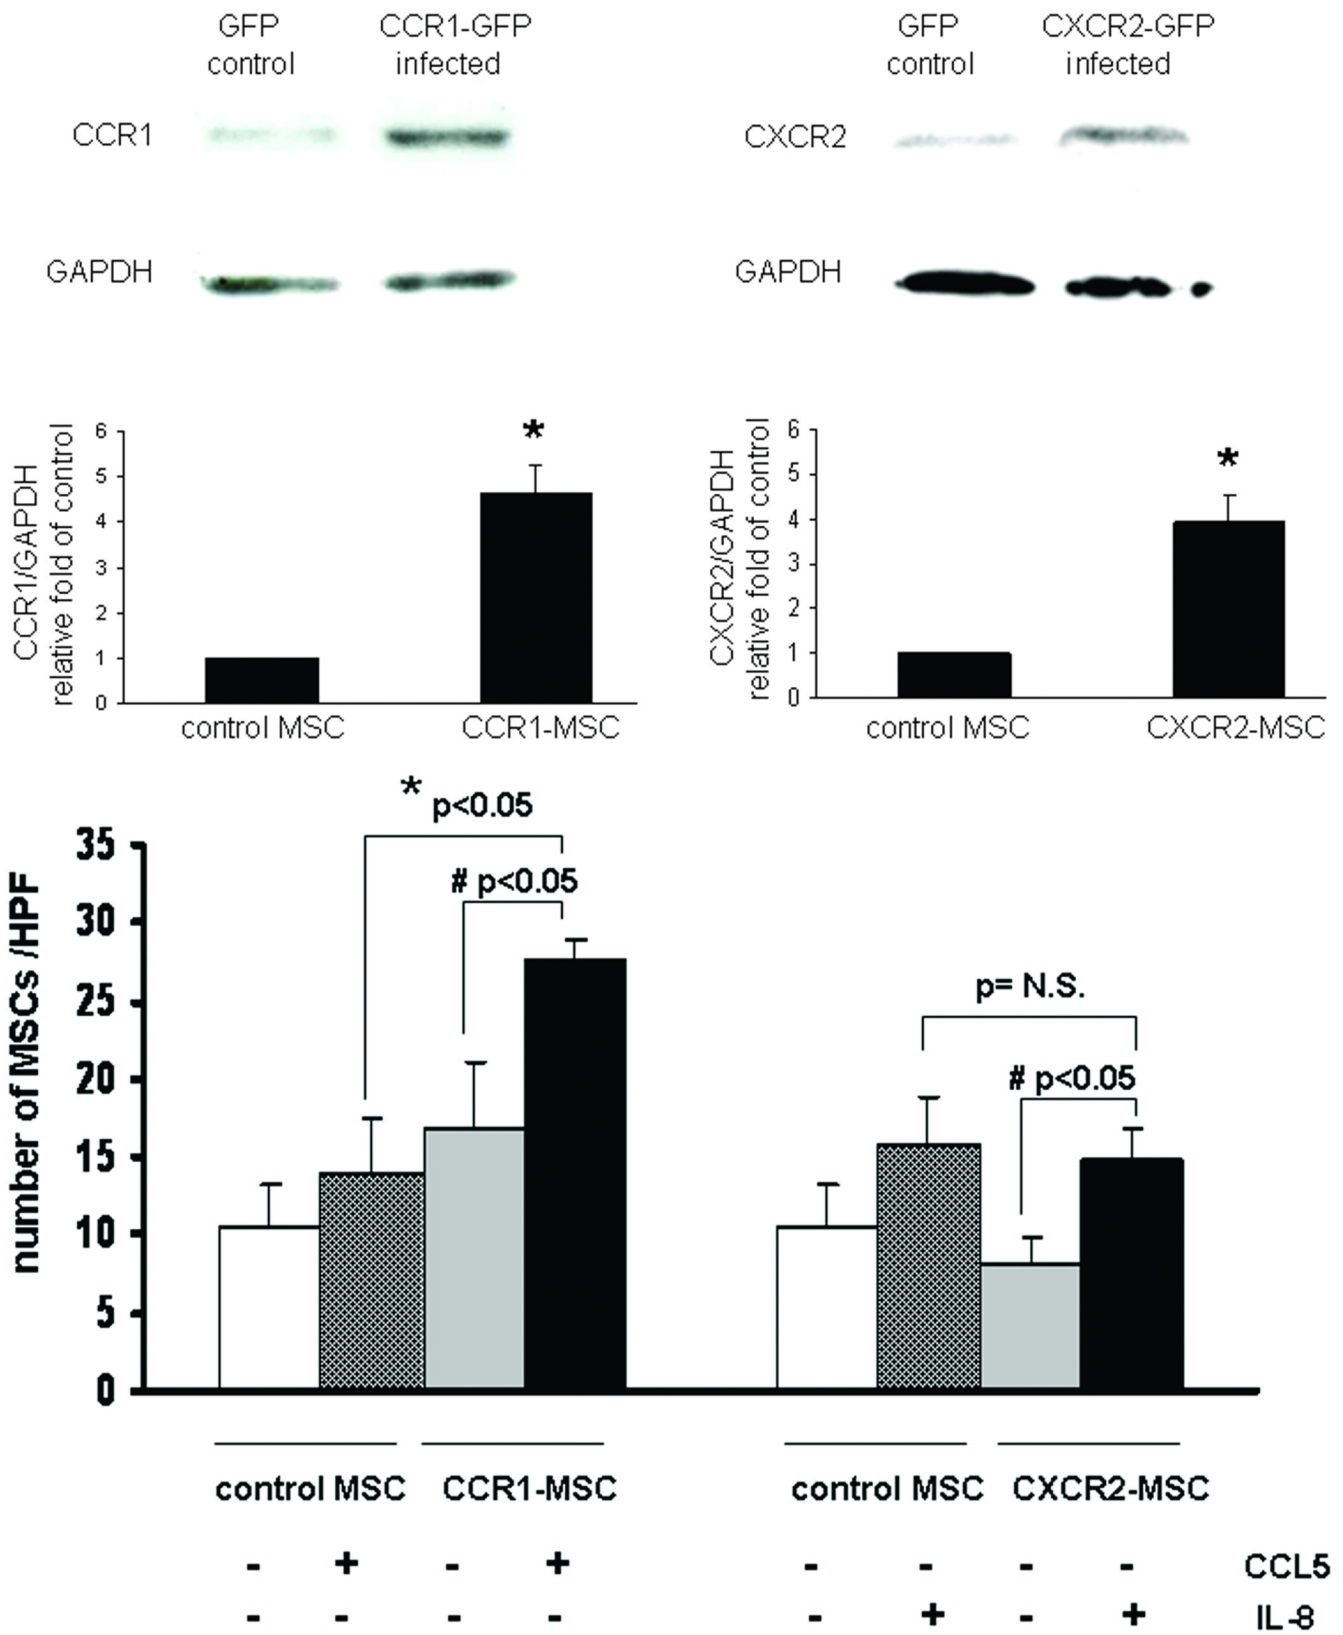 GFP control
CCR1-GFP infected
CCR1
GAPDH
GFP control
CXCR2-GFP infected
CXCR2
GAPDH
CCR1/GAPDH
relative fold of control
6
5
4
3
2
1
0
*
control MSC
CCR1-MSC
CXCR2/GAPDH
relative fold of control
6
5
4
3
2
1
0
*
control MSC
CXCR2-MSC
number of MSCs /HPF
35
30
25
20
15
10
5
0
* p<0.05
# p<0.05
p= N.S.
# p<0.05
control MSC CCR1-MSC control MSC CXCR2-MSC
- + - + - - - - CCL5
- - - - - + - + IL-8